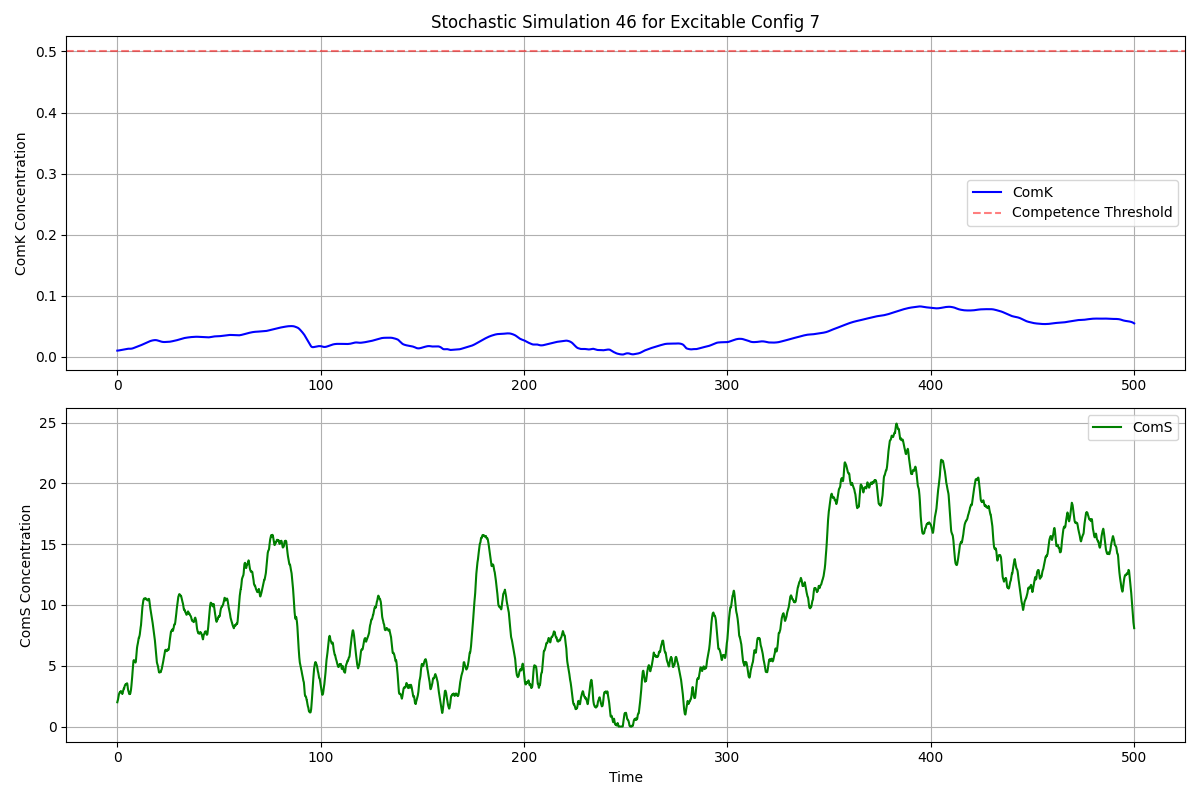 Stochastic Simulation 46 for Excitable Config 7
ComK Concentration
0.5
0.4
0.3
0.2
0.1
0.0
ComK
Competence Threshold
0 100 200 300 400 500
ComS Concentration
25
20
15
10
5
0
ComS
0 100 200 300 400 500
Time